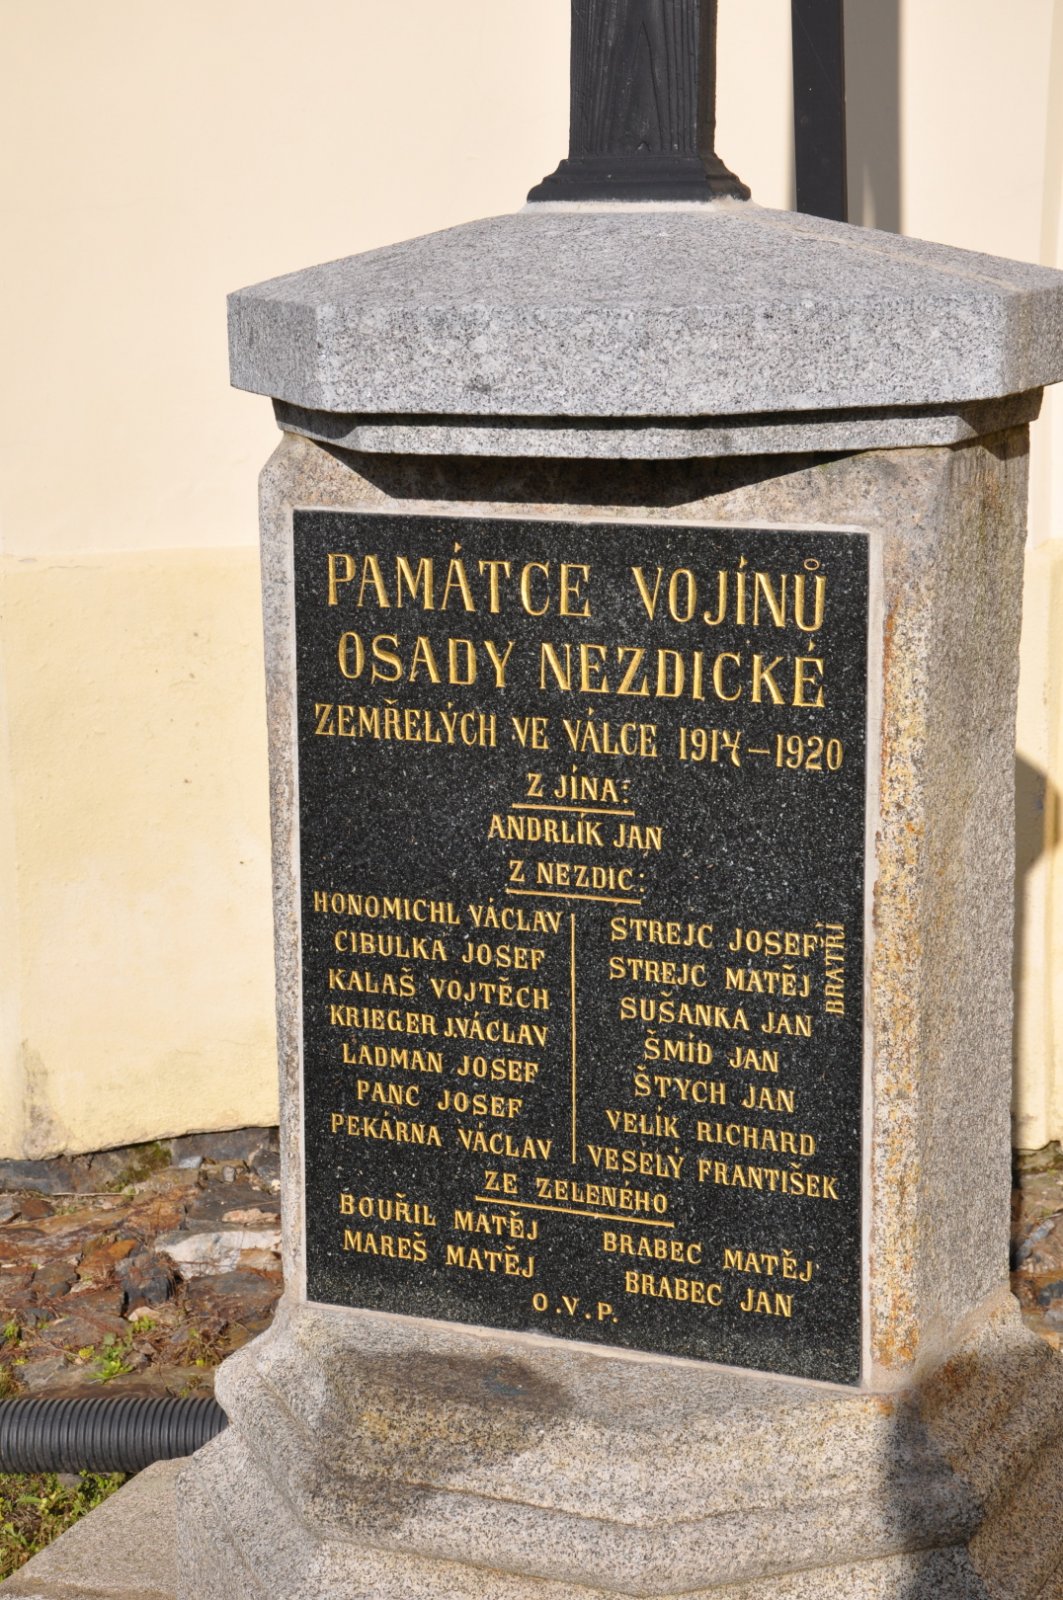 PAMÁTCE VOJÍNŮ
OSADY NEZDICKÉ
ZEMŘELÝCH VE VÁLCE 1914–1920
Z JÍNA:
ANDRLÍK JAN
Z NEZDIC:
HONOMICHL VÁCLAV
CIBULKA JOSEF
KALAŠ VOJTĚCH
KRIEGER J.VÁCLAV
LADMAN JOSEF
PANC JOSEF
PEKÁRNA VÁCLAV
STREJC JOSEF
STREJC MATĚJ
BRATŘI
SUŠANKA JAN
ŠMÍD JAN
ŠTYCH JAN
VELÍK RICHARD
VESELÝ FRANTIŠEK
ZE ZELENÉHO
BOUŘIL MATĚJ
MAREŠ MATĚJ
BRABEC MATĚJ
BRABEC JAN
O.V.P.